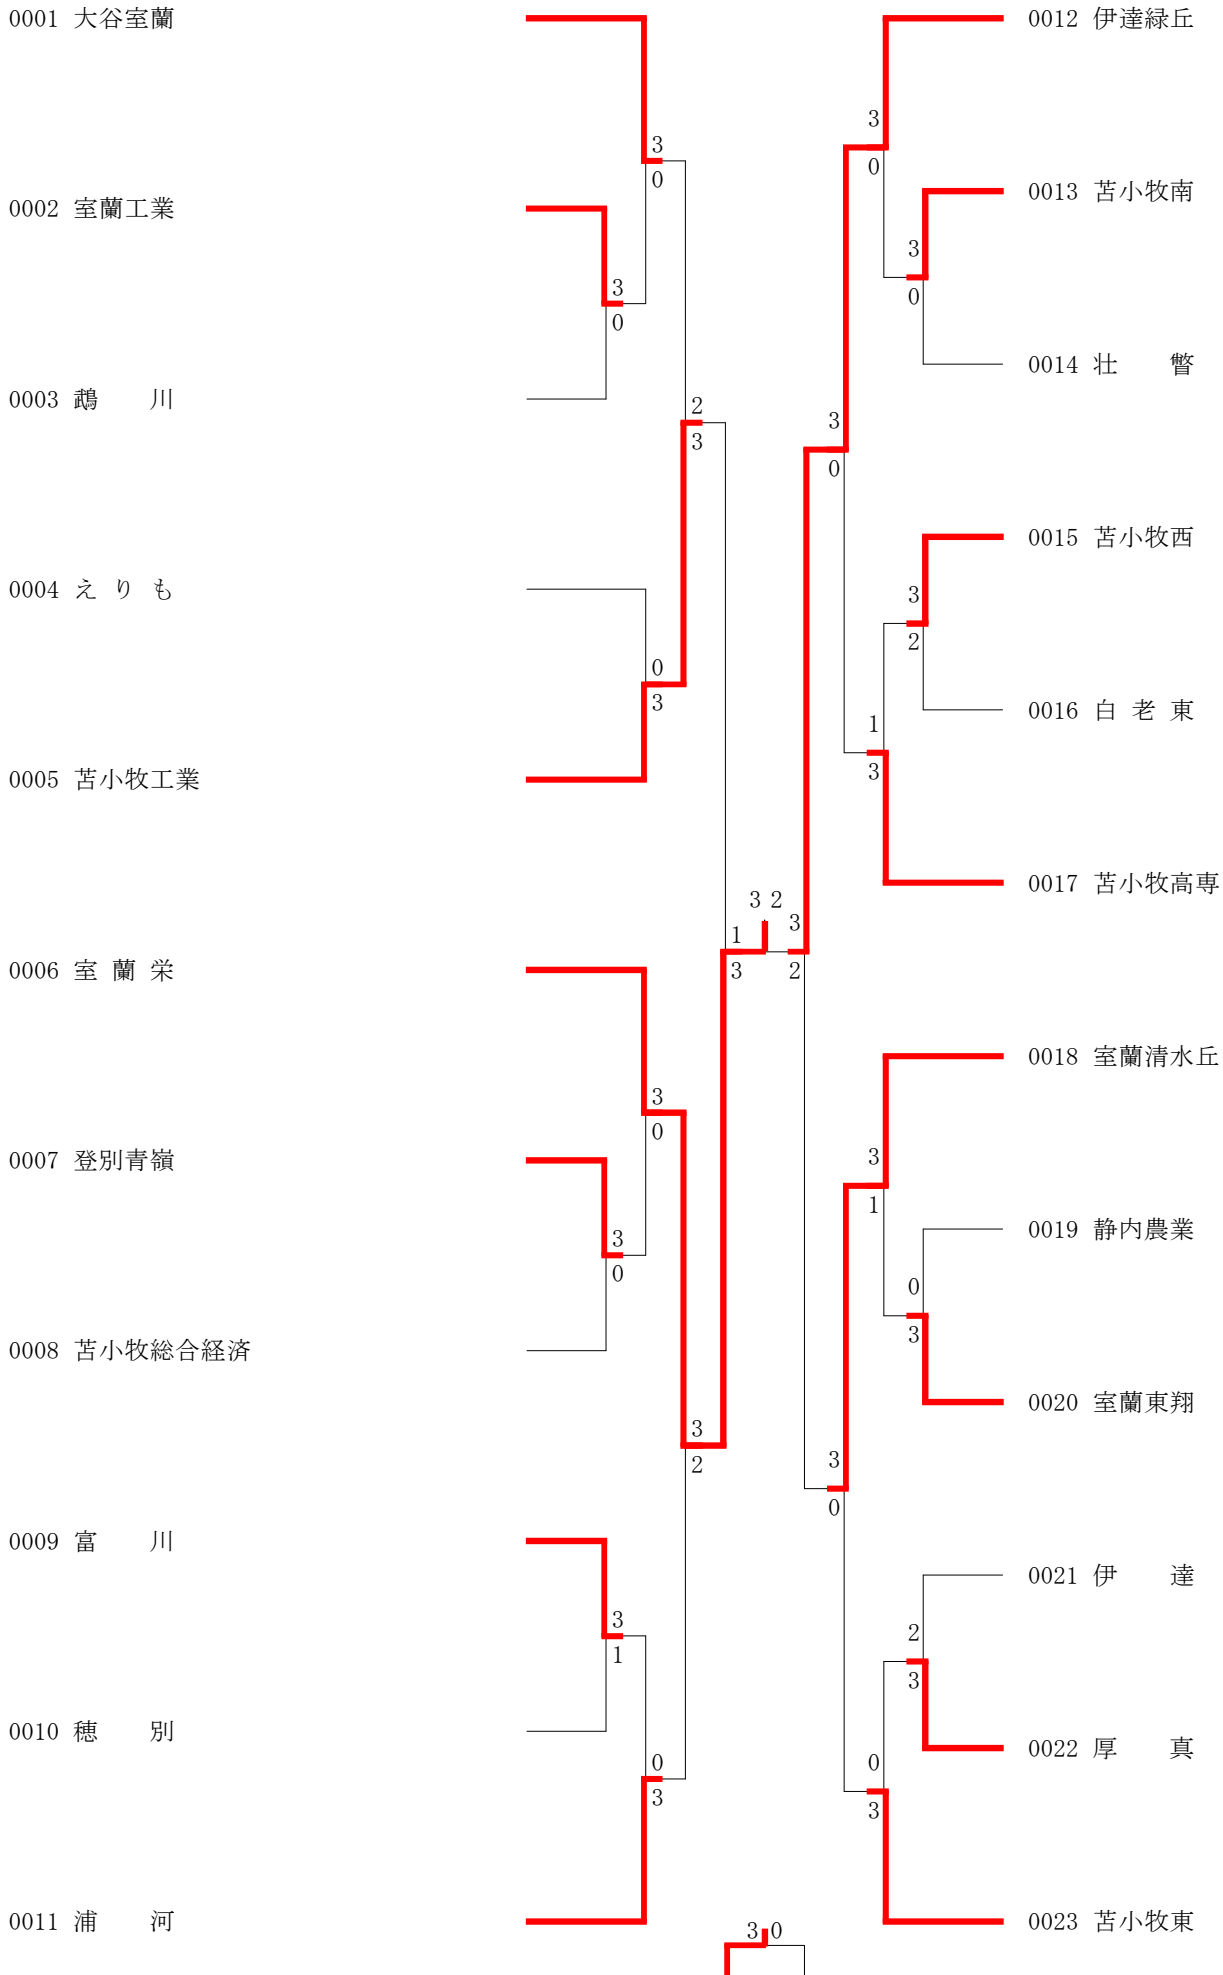 0001 大谷室蘭
0002 室蘭工業
0003 鵡　川
0004 えりも
0005 苫小牧工業
0006 室蘭栄
0007 登別青嶺
0008 苫小牧総合経済
0009 富　川
0010 穂　別
0011 浦　河
3
0
3
0
2
3
0
3
3
0
3
0
3
2
3
1
0
3
1
3
3 2
3
2
3 0
3
0
3
0
3
0
3
2
1
3
3
1
0
3
3
0
2
3
0
3
0012 伊達緑丘
0013 苫小牧南
0014 壮　瞥
0015 苫小牧西
0016 白老東
0017 苫小牧高専
0018 室蘭清水丘
0019 静内農業
0020 室蘭東翔
0021 伊　達
0022 厚　真
0023 苫小牧東